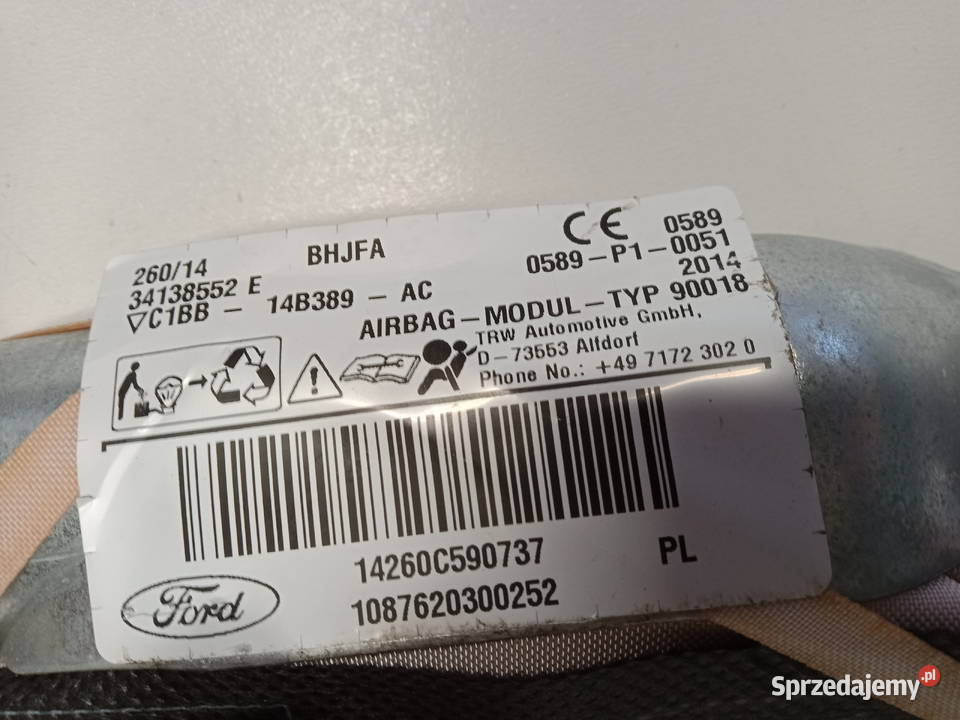 260/14
BHJFA
34138552 E
▽C1BB - 14B389 - AC
CE 0589
0589-P1-0051
2014
AIRBAG-MODUL-TYP 90018
TRW Automotive GmbH,
D-73553 Alfdorf
Phone No.: +49 7172 302 0
14260C590737
PL
1087620300252
Ford
Sprzedajemy.pl